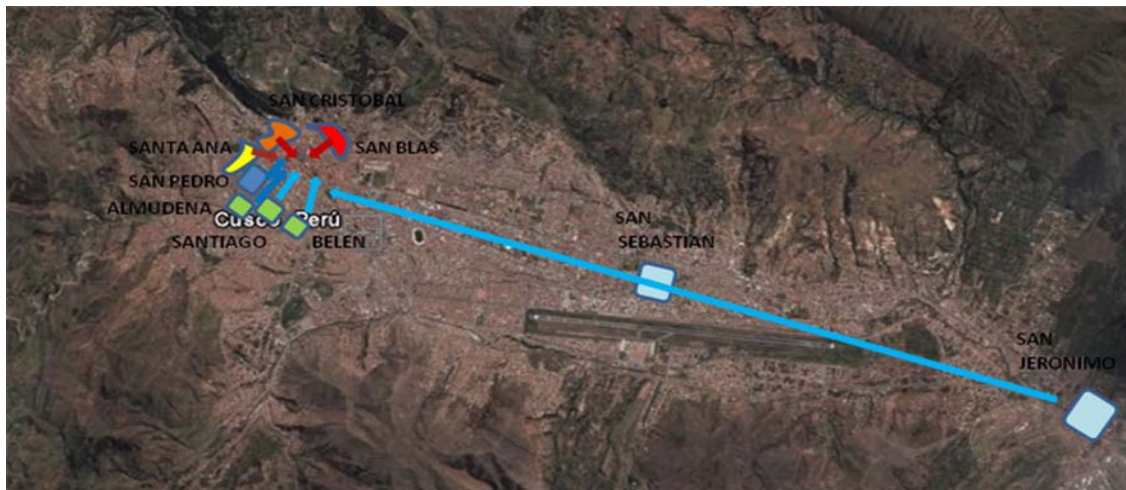 SAN CRISTOBAL
SANTA ANA
SAN BLAS
SAN PEDRO
ALMUDENA
Cusco Perú
SANTIAGO
BELEN
SAN
SEBASTIAN
SAN
JERONIMO